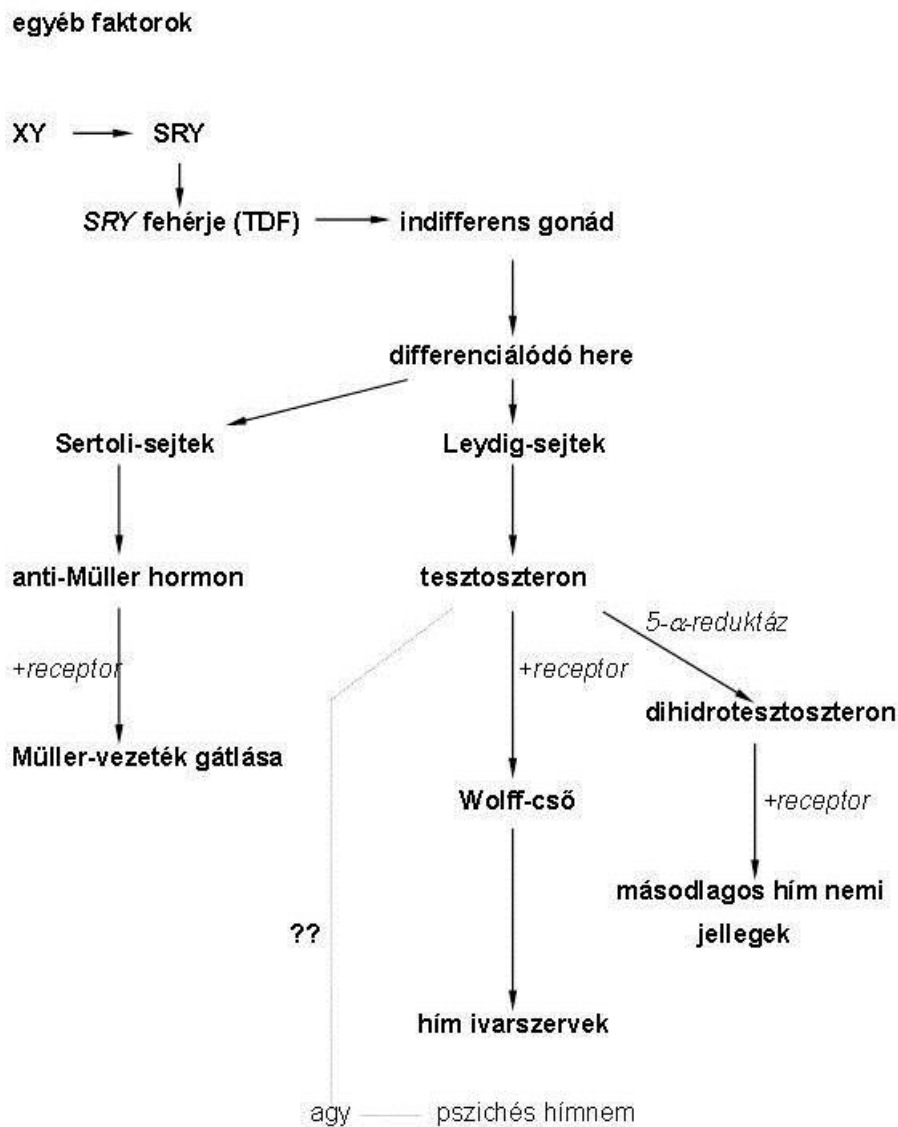 egyéb faktorok
XY SRY
SRY fehérje (TDF) indifferens gonád
differenciálódó here
Sertoli-sejtek Leydig-sejtek
anti-Müller hormon tesztoszteron
5-α-reduktáz
+receptor +receptor
dihidrotesztoszteron
Müller-vezeték gátlása
Wolff-cső +receptor
másodlagos hím nemi
jellegek
??
hím ivarszervek
agy pszichés hímnem